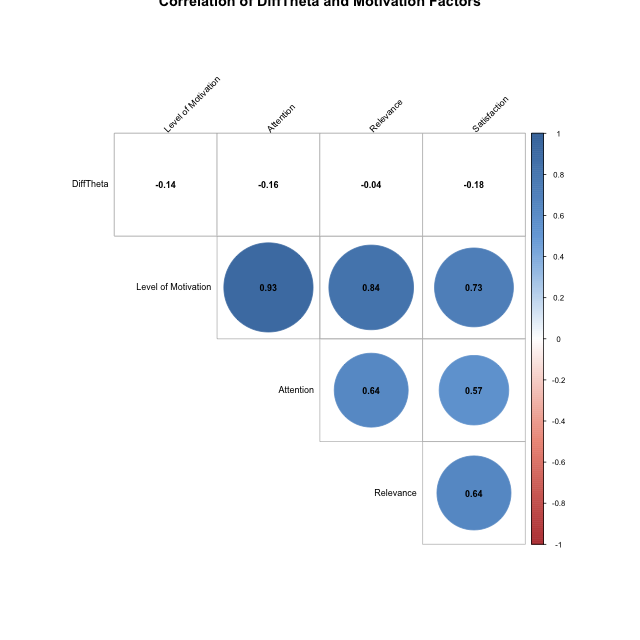 Correlation of DiffTheta and Motivation Factors
Level of Motivation
Attention
Relevance
Satisfaction
DiffTheta -0.14 -0.16 -0.04 -0.18
Level of Motivation 0.93 0.84 0.73
Attention 0.64 0.57
Relevance 0.64
1
0.8
0.6
0.4
0.2
0
-0.2
-0.4
-0.6
-0.8
-1